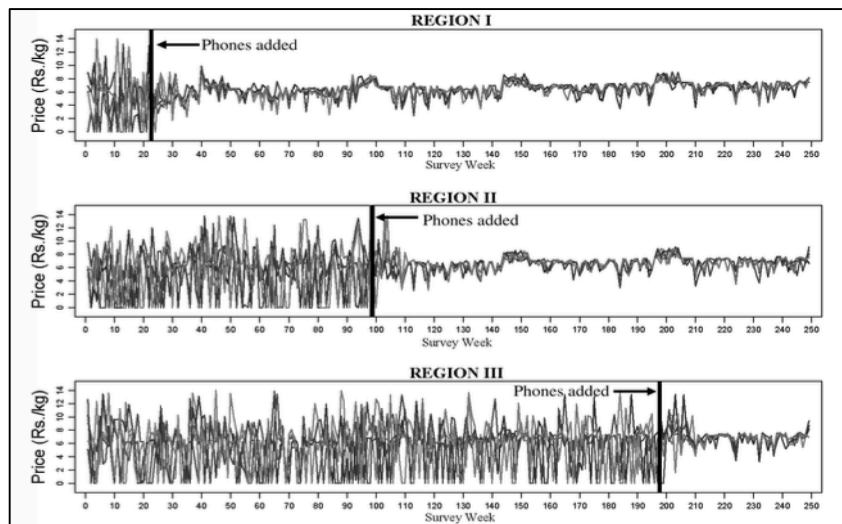 REGION I
Phones added
Price (Rs./kg)
0 2 4 6 8 10 12 14
0 10 20 30 40 50 60 70 80 90 100 110 120 130 140 150 160 170 180 190 200 210 220 230 240 250
Survey Week
REGION II
Phones added
Price (Rs./kg)
0 2 4 6 8 10 12 14
0 10 20 30 40 50 60 70 80 90 100 110 120 130 140 150 160 170 180 190 200 210 220 230 240 250
Survey Week
REGION III
Phones added
Price (Rs./kg)
0 2 4 6 8 10 12 14
0 10 20 30 40 50 60 70 80 90 100 110 120 130 140 150 160 170 180 190 200 210 220 230 240 250
Survey Week